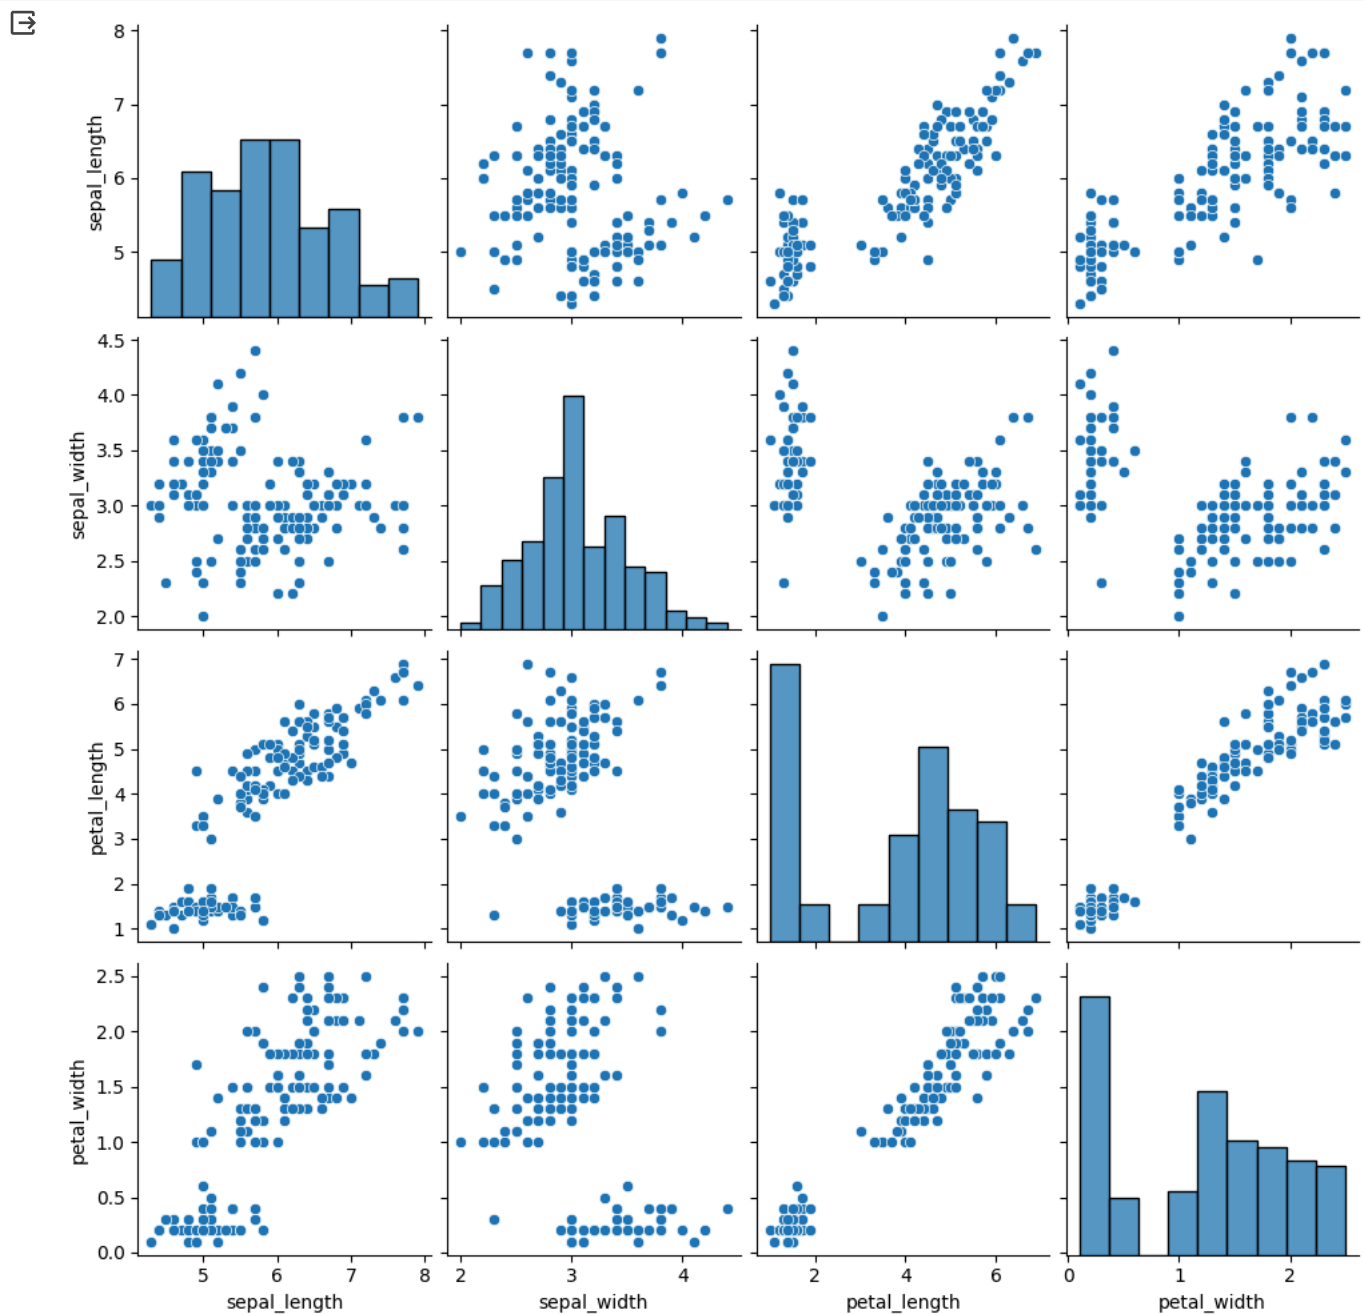 8
7
6
5
sepal_length
4.5
4.0
3.5
3.0
2.5
2.0
sepal_width
7
6
5
4
3
2
1
petal_length
2.5
2.0
1.5
1.0
0.5
0.0
petal_width
5 6 7 8
2 3 4
2 4 6
0 1 2
sepal_length sepal_width petal_length petal_width